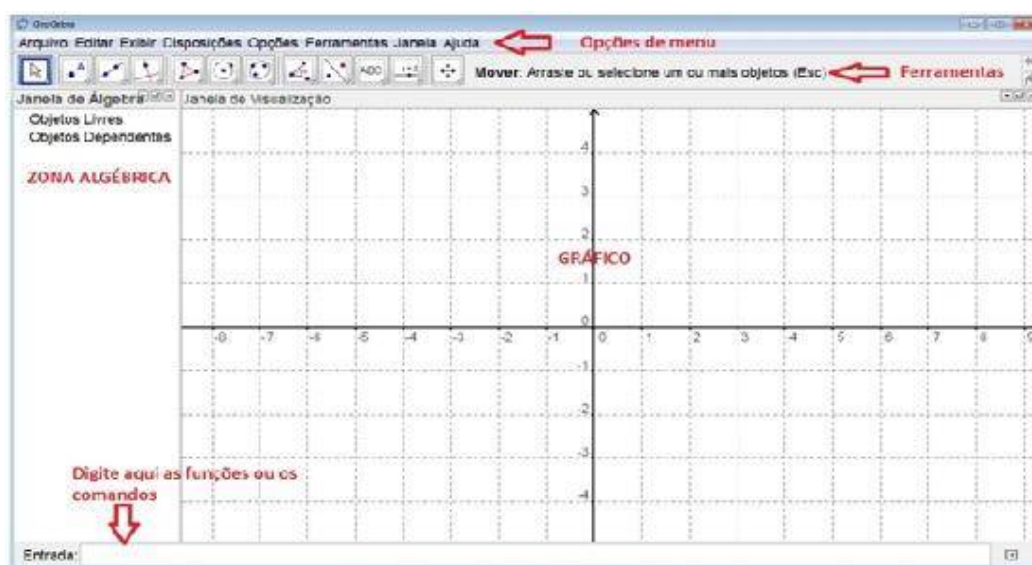 GeoGebra
Arquivo Editar Exibir Disposições Opções Ferramentas Janela Ajuda
Opções de menu
ABC
Mover: Arraste ou selecione um ou mais objetos (Esc)
Ferramentas
Janela de Álgebra
Janela de Visualização
Objetos Livres
Objetos Dependentes
ZONA ALGÉBRICA
4
3
2
GRÁFICO
1
0
-8 -7 -6 -5 -4 -3 -2 -1 0 1 2 3 4 5 6 7 8 9
-1
-2
-3
-4
Digite aqui as funções ou os
comandos
Entrada: